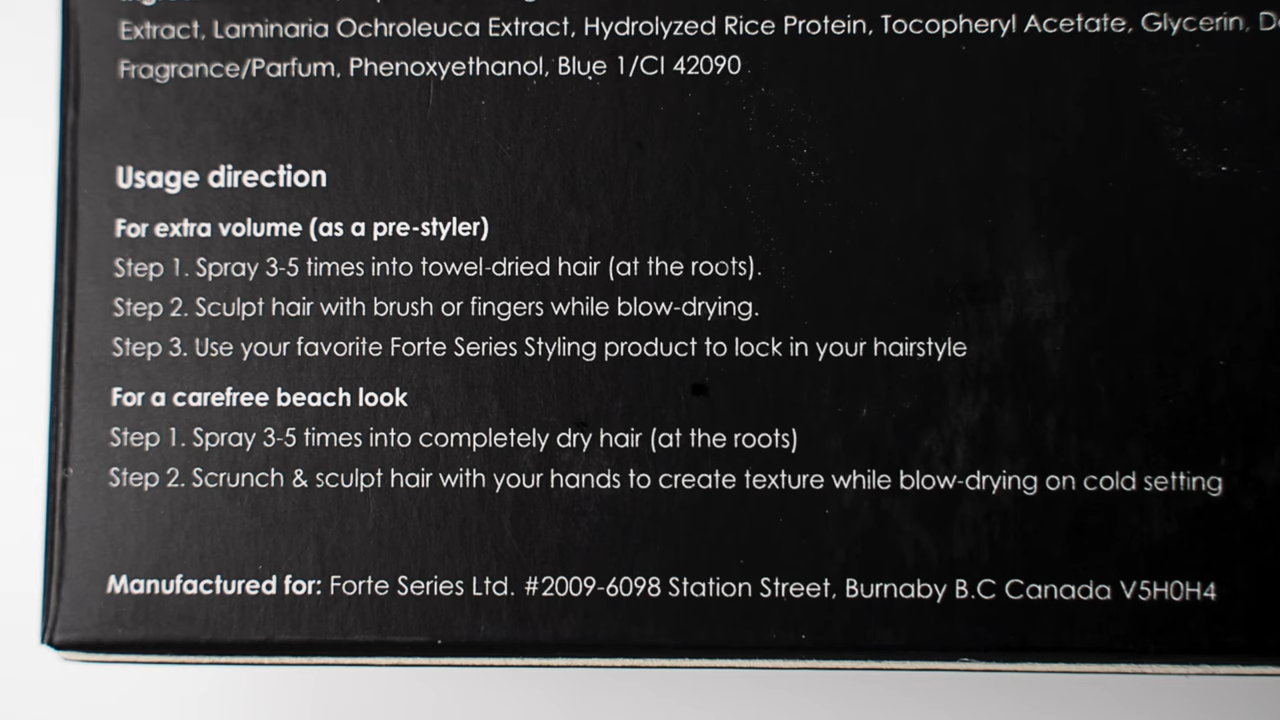 Extract, Laminaria Ochroleuca Extract, Hydrolyzed Rice Protein, Tocopheryl Acetate, Glycerin,
Fragrance/Parfum, Phenoxyethanol, Blue 1/CI 42090
Usage direction
For extra volume (as a pre-styler)
Step 1. Spray 3-5 times into towel-dried hair (at the roots).
Step 2. Sculpt hair with brush or fingers while blow-drying.
Step 3. Use your favorite Forte Series Styling product to lock in your hairstyle
For a carefree beach look
Step 1. Spray 3-5 times into completely dry hair (at the roots)
Step 2. Scrunch & sculpt hair with your hands to create texture while blow-drying on cold setting
Manufactured for: Forte Series Ltd. #2009-6098 Station Street, Burnaby B.C Canada V5H0H4